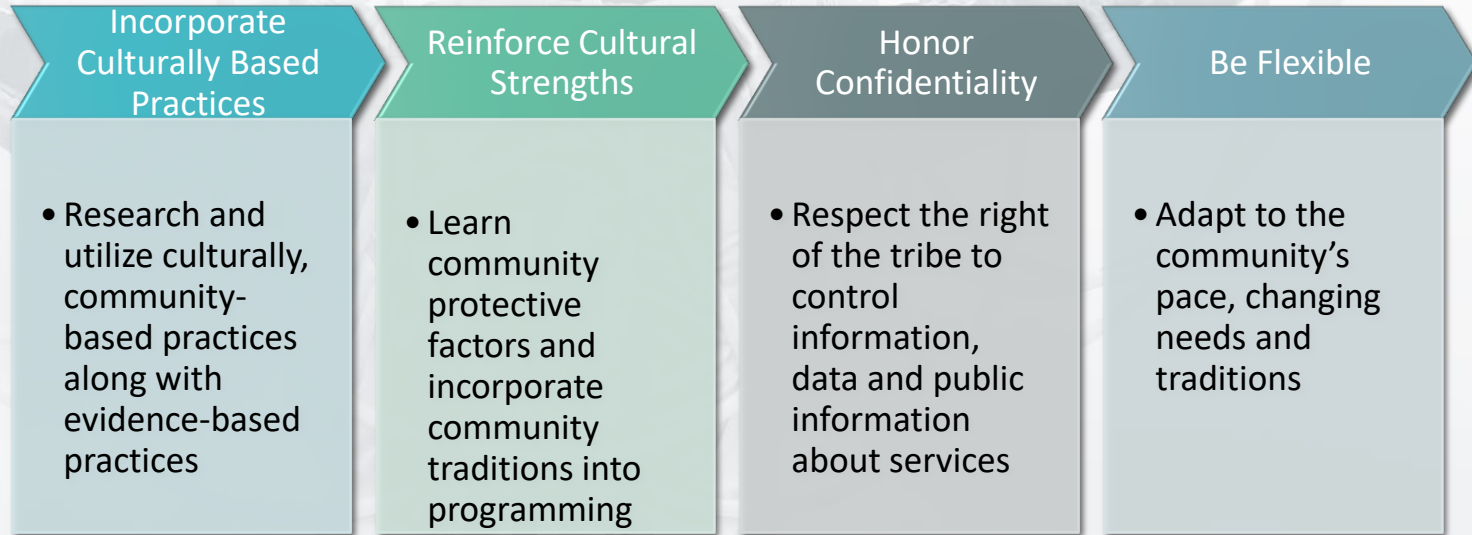 Incorporate
Culturally Based
Practices
• Research and
utilize culturally,
community-
based practices
along with
evidence-based
practices
Reinforce Cultural
Strengths
• Learn
community
protective
factors and
incorporate
community
traditions into
programming
Honor
Confidentiality
• Respect the right
of the tribe to
control
information,
data and public
information
about services
Be Flexible
• Adapt to the
community’s
pace, changing
needs and
traditions